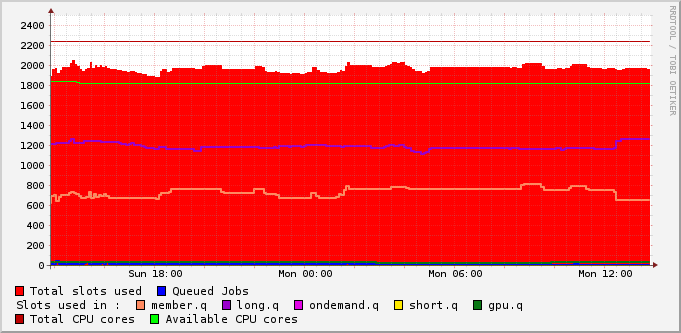 2400
2200
2000
1800
1600
1400
1200
1000
800
600
400
200
0
Sun 18:00 Mon 00:00 Mon 06:00 Mon 12:00
Total slots used Queued Jobs
Slots used in : member.q long.q ondemand.q short.q gpu.q
Total CPU cores Available CPU cores
RRDTOOL / TOBI OETIKER